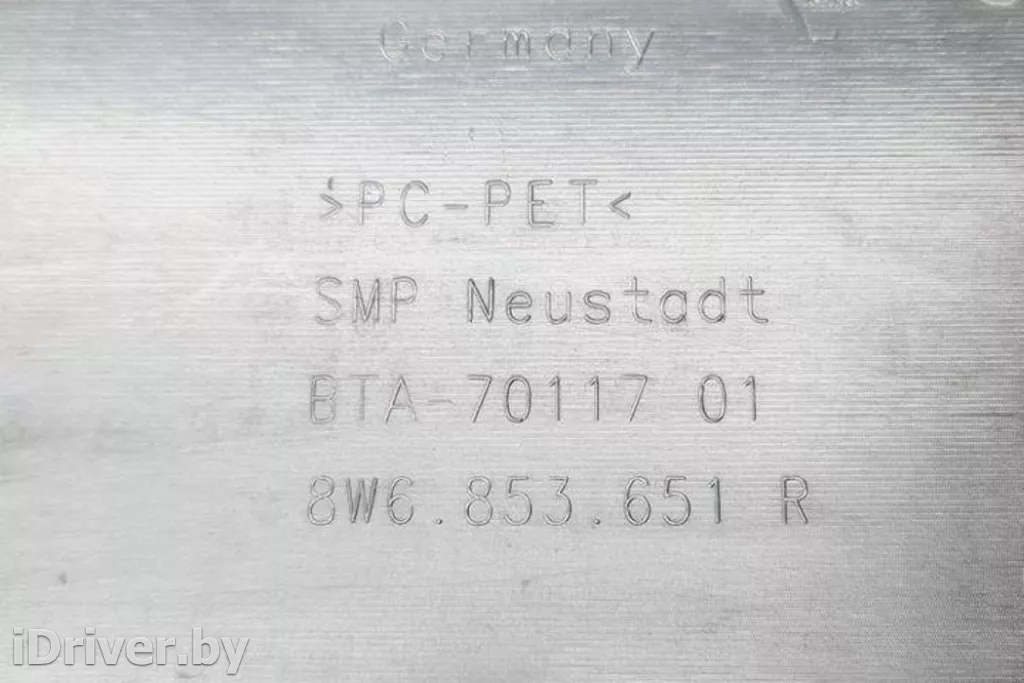 Germany
>PC-PET<
SMP Neustadt
BTA-70117 01
8W6.853.651 R
iDriver.by